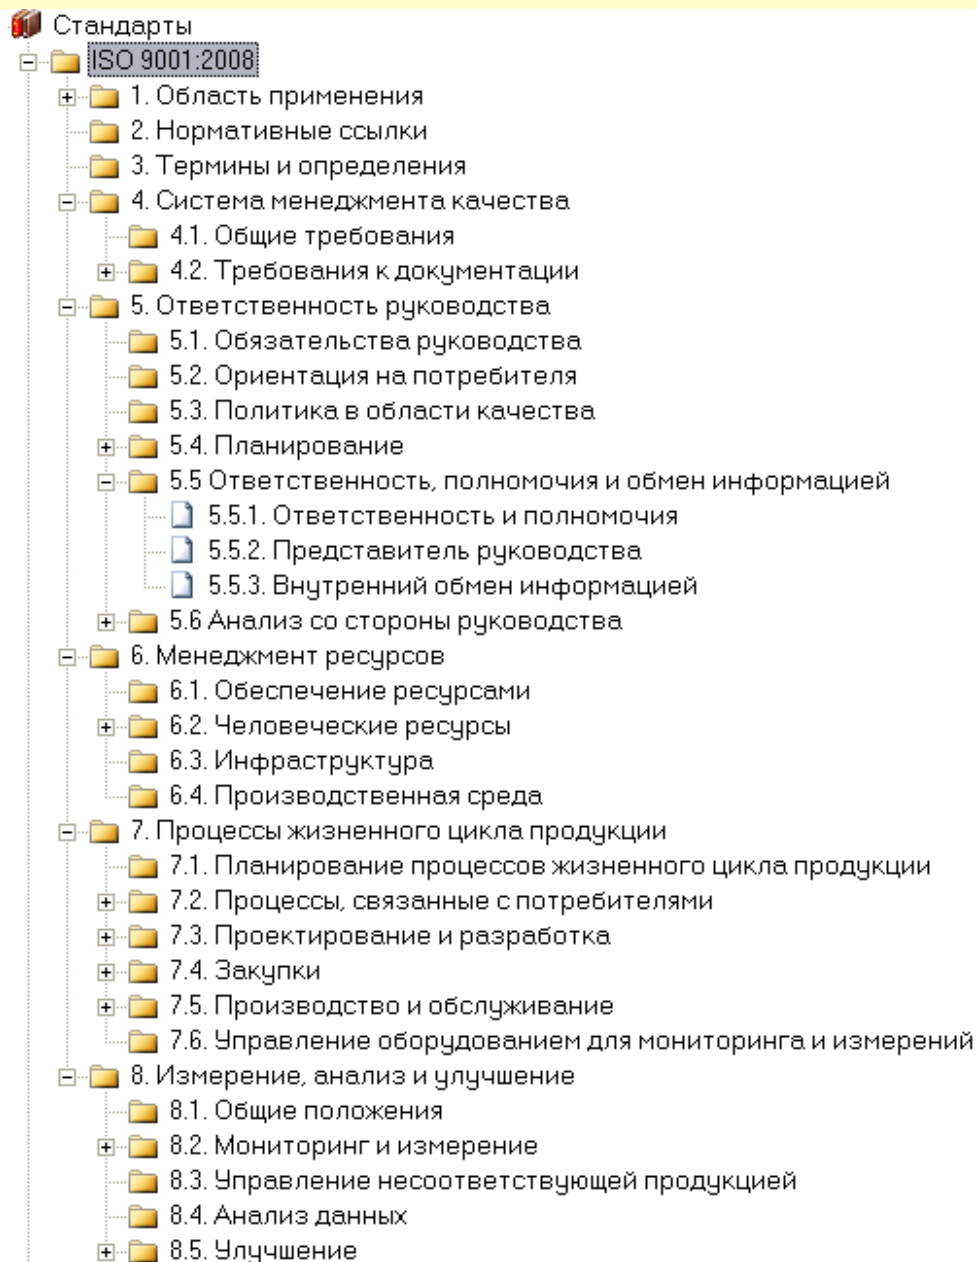 Стандарты
ISO 9001:2008
1. Область применения
2. Нормативные ссылки
3. Термины и определения
4. Система менеджмента качества
4.1. Общие требования
4.2. Требования к документации
5. Ответственность руководства
5.1. Обязательства руководства
5.2. Ориентация на потребителя
5.3. Политика в области качества
5.4. Планирование
5.5 Ответственность, полномочия и обмен информацией
5.5.1. Ответственность и полномочия
5.5.2. Представитель руководства
5.5.3. Внутренний обмен информацией
5.6 Анализ со стороны руководства
6. Менеджмент ресурсов
6.1. Обеспечение ресурсами
6.2. Человеческие ресурсы
6.3. Инфраструктура
6.4. Производственная среда
7. Процессы жизненного цикла продукции
7.1. Планирование процессов жизненного цикла продукции
7.2. Процессы, связанные с потребителями
7.3. Проектирование и разработка
7.4. Закупки
7.5. Производство и обслуживание
7.6. Управление оборудованием для мониторинга и измерений
8. Измерение, анализ и улучшение
8.1. Общие положения
8.2. Мониторинг и измерение
8.3. Управление несоответствующей продукцией
8.4. Анализ данных
8.5. Улучшение